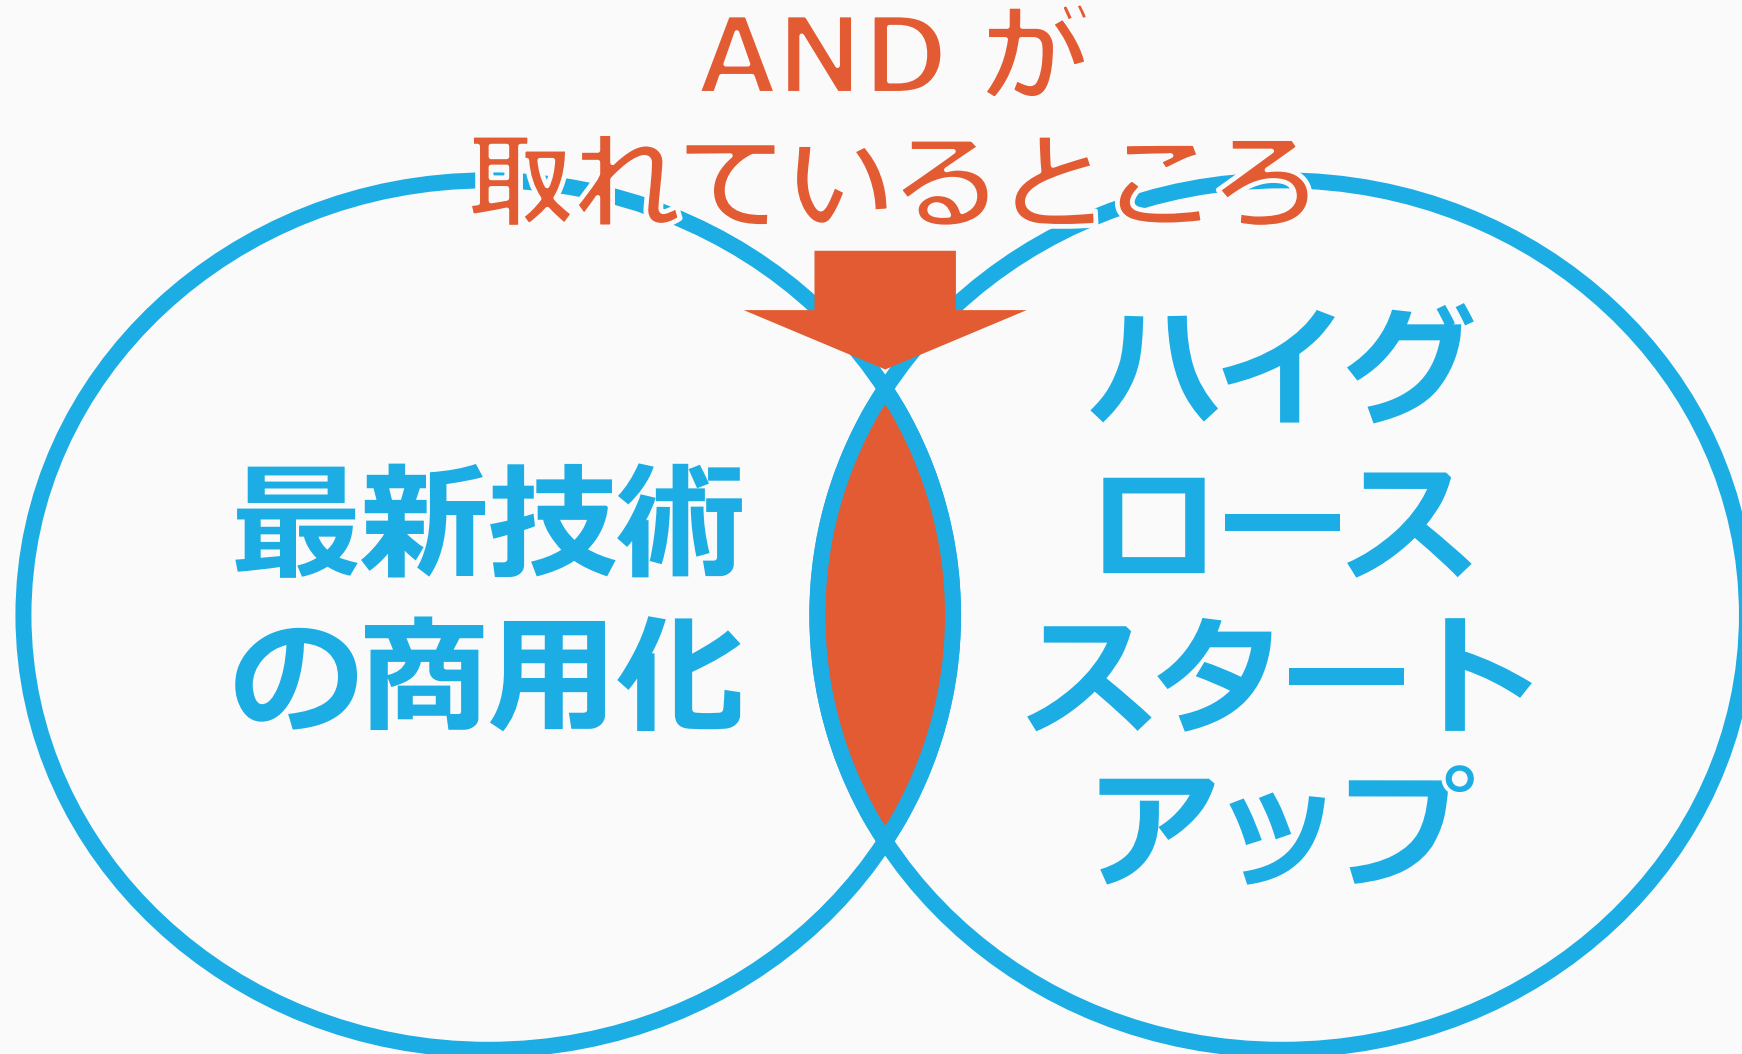 AND が
取れているところ
最新技術
の商用化
ハイグ
ロース
スタート
アップ